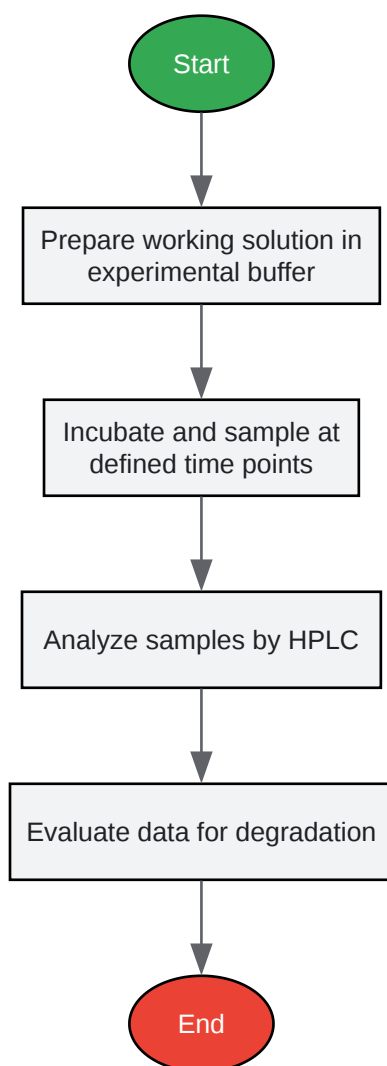 Start
Prepare working solution in
experimental buffer
Incubate and sample at
defined time points
Analyze samples by HPLC
Evaluate data for degradation
End